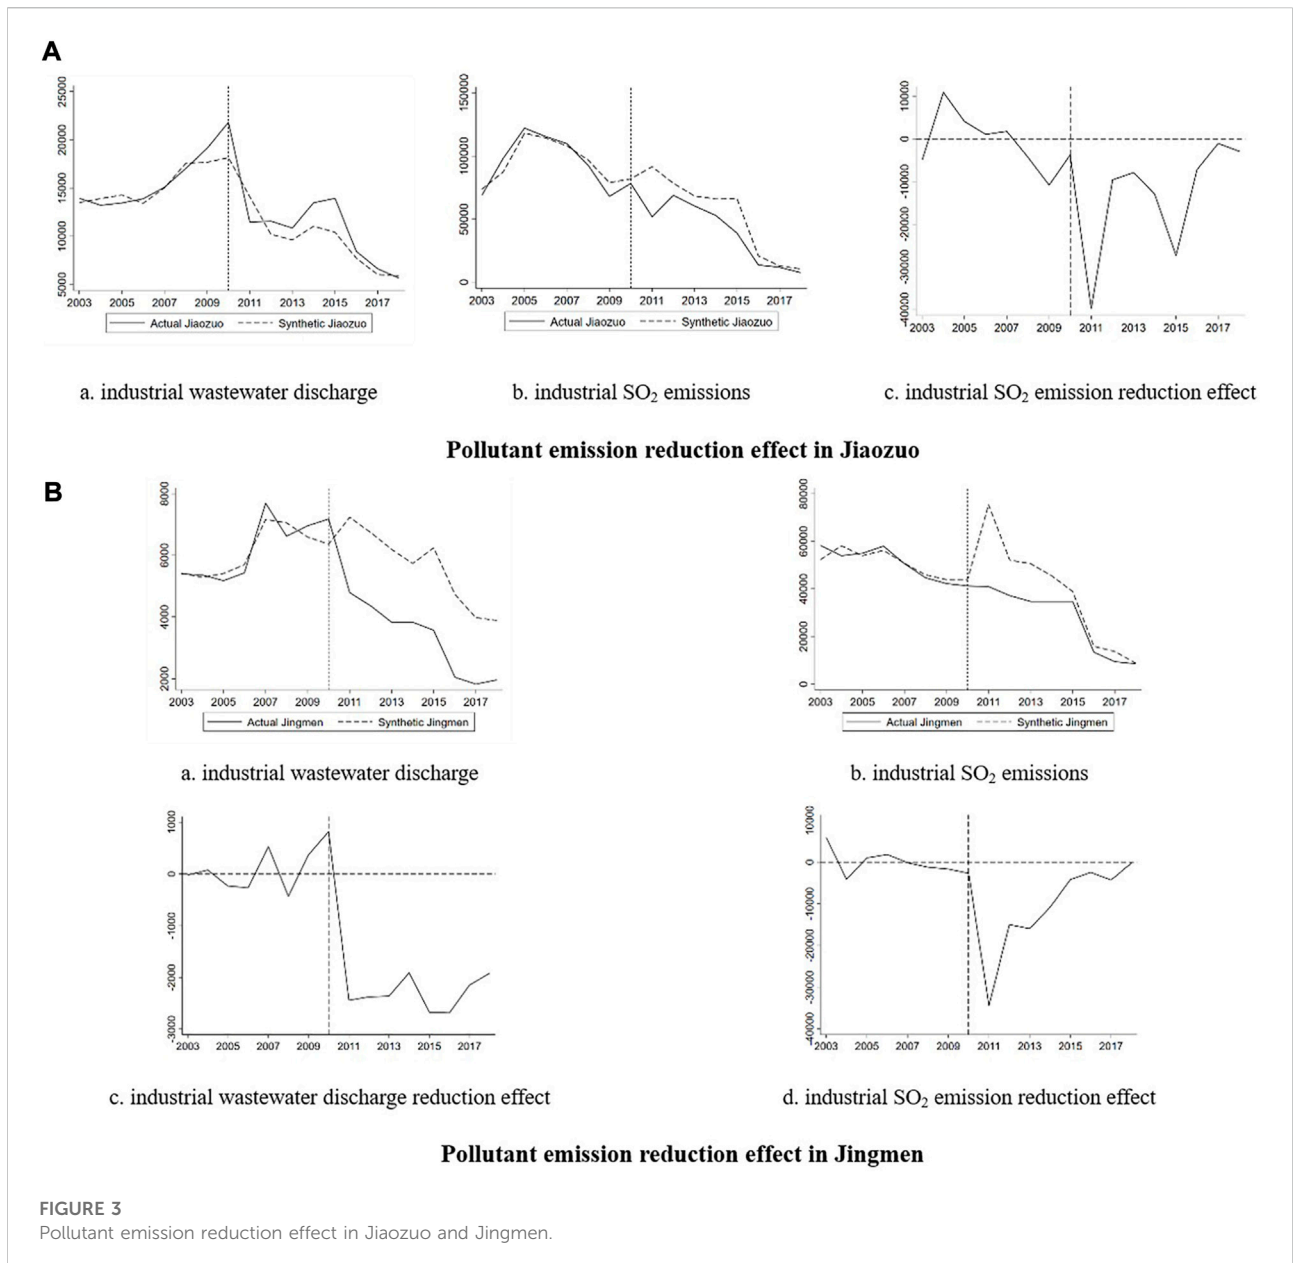 A
25000
20000
15000
10000
5000
2003 2005 2007 2009 2011 2013 2015 2017
Actual Jiaozuo Synthetic Jiaozuo
a. industrial wastewater discharge
150000
100000
50000
0
2003 2005 2007 2009 2011 2013 2015 2017
Actual Jiaozuo Synthetic Jiaozuo
b. industrial SO2 emissions
10000
0
-10000
-20000
-30000
-40000
2003 2005 2007 2009 2011 2013 2015 2017
c. industrial SO2 emission reduction effect
Pollutant emission reduction effect in Jiaozuo
B
8000
6000
4000
2000
2003 2005 2007 2009 2011 2013 2015 2017
Actual Jingmen Synthetic Jingmen
a. industrial wastewater discharge
80000
60000
40000
20000
0
2003 2005 2007 2009 2011 2013 2015 2017
Actual Jingmen Synthetic Jingmen
b. industrial SO2 emissions
1000
0
-1000
-2000
-3000
2003 2005 2007 2009 2011 2013 2015 2017
c. industrial wastewater discharge reduction effect
10000
0
-10000
-20000
-30000
-40000
2003 2005 2007 2009 2011 2013 2015 2017
d. industrial SO2 emission reduction effect
Pollutant emission reduction effect in Jingmen
FIGURE 3
Pollutant emission reduction effect in Jiaozuo and Jingmen.